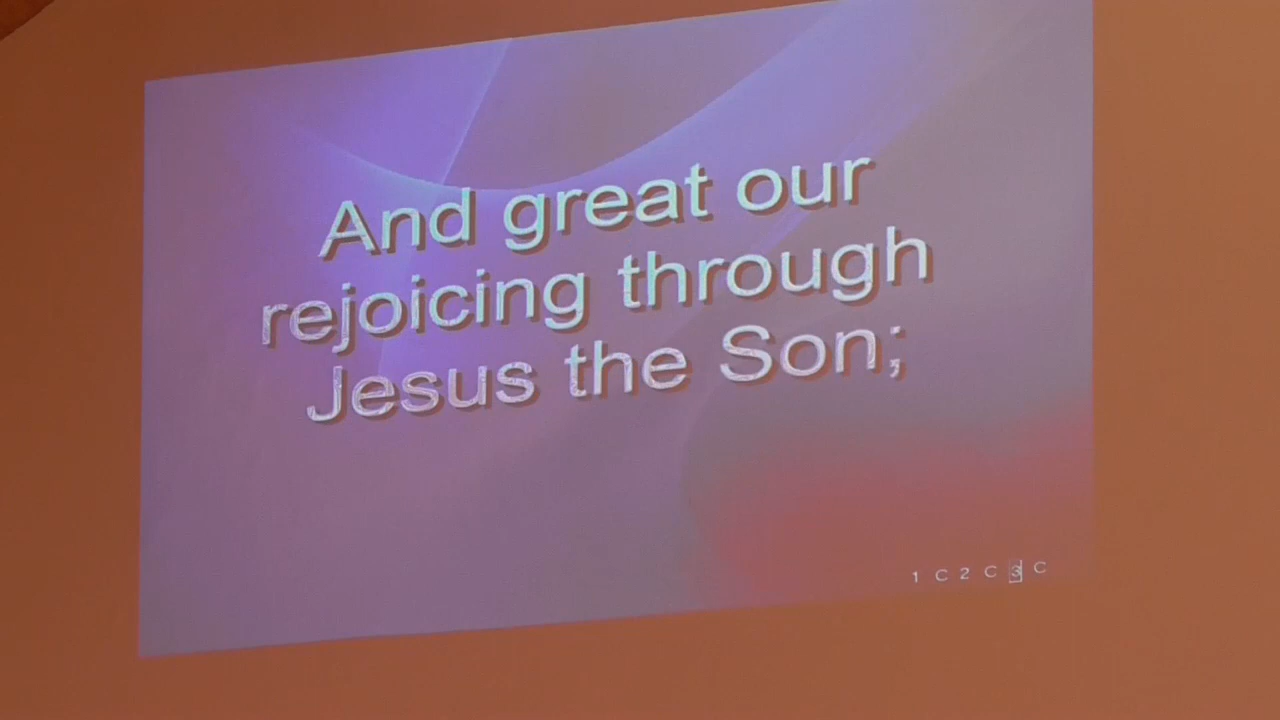 And great our
rejoicing through
Jesus the Son;
1 C 2 C 3 C